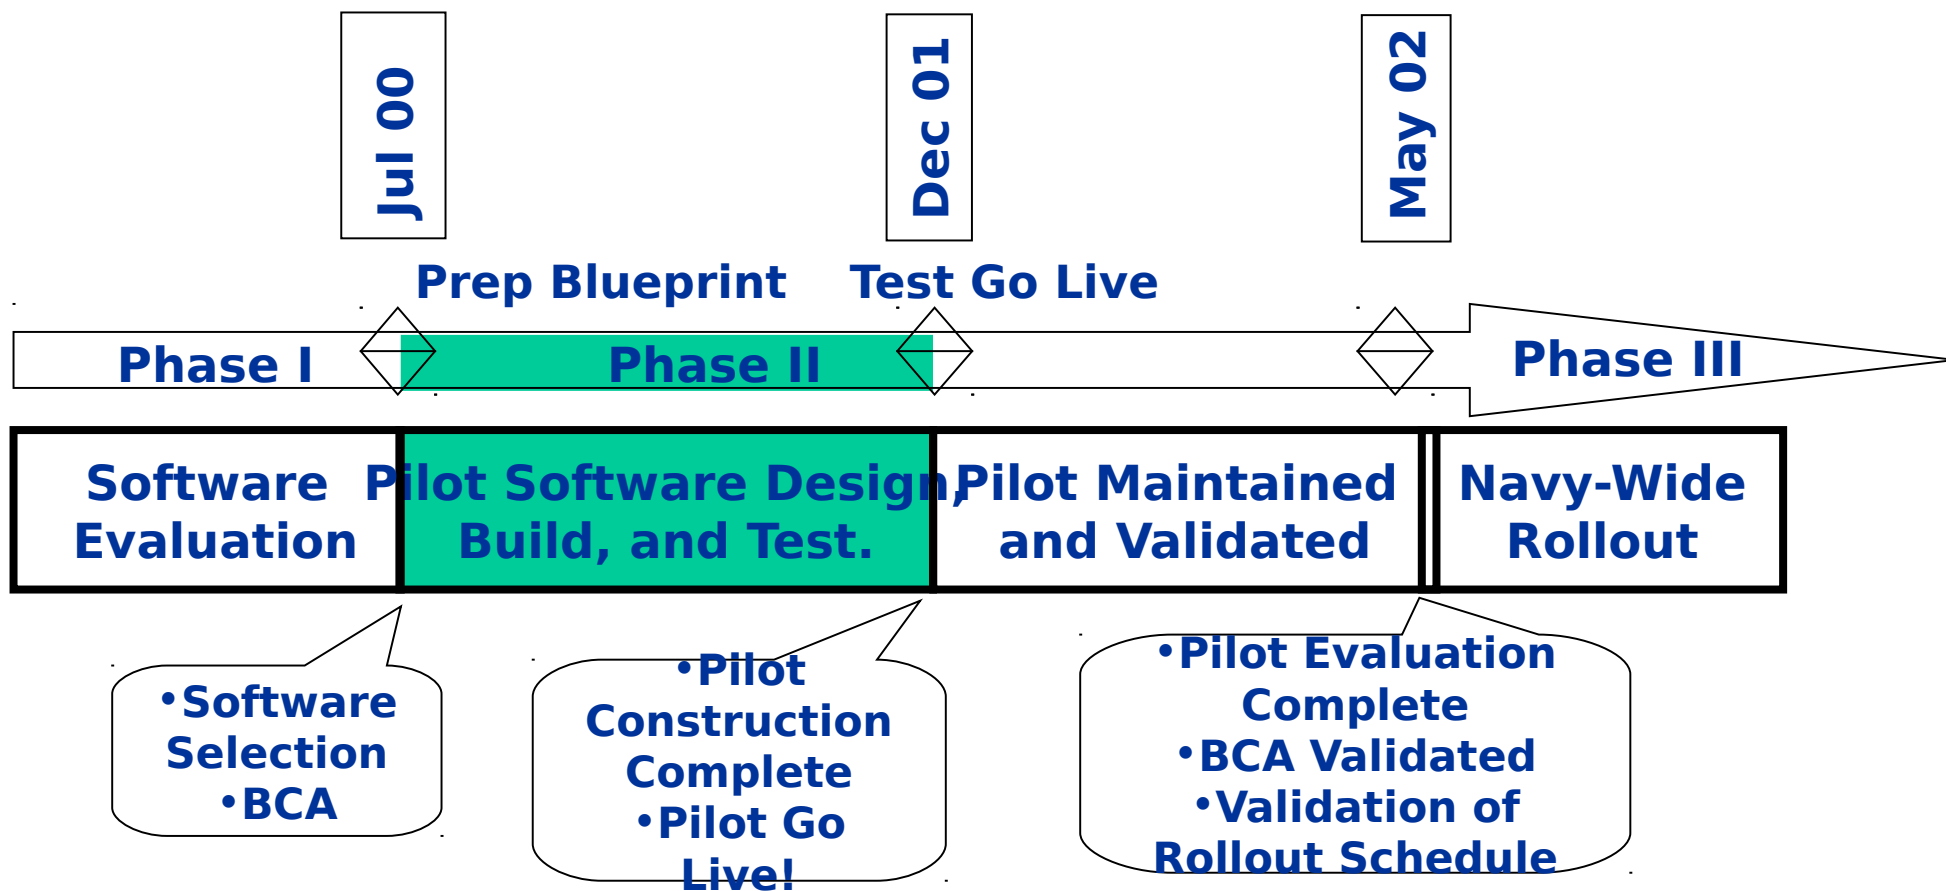 Jul 00
Dec 01
May 02
Prep Blueprint
Test Go Live
Phase I
Phase II
Phase III
Software
Evaluation
Pilot Software Design,
Build, and Test.
Pilot Maintained
and Validated
Navy-Wide
Rollout
•Software
Selection
•BCA
•Pilot
Construction
Complete
•Pilot Go
Live!
•Pilot Evaluation
Complete
•BCA Validated
•Validation of
Rollout Schedule